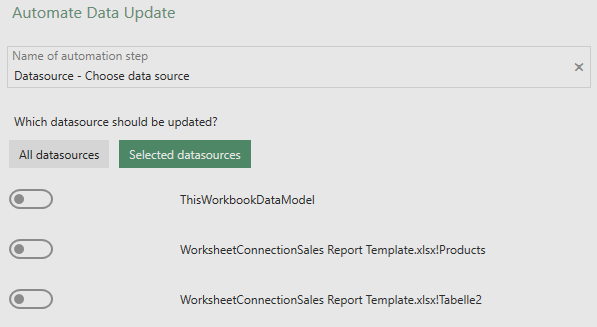 Automate Data Update
Name of automation step
Datasource - Choose data source
Which datasource should be updated?
All datasources Selected datasources
ThisWorkbookDataModel
WorksheetConnectionSales Report Template.xlsx!Products
WorksheetConnectionSales Report Template.xlsx!Tabelle2